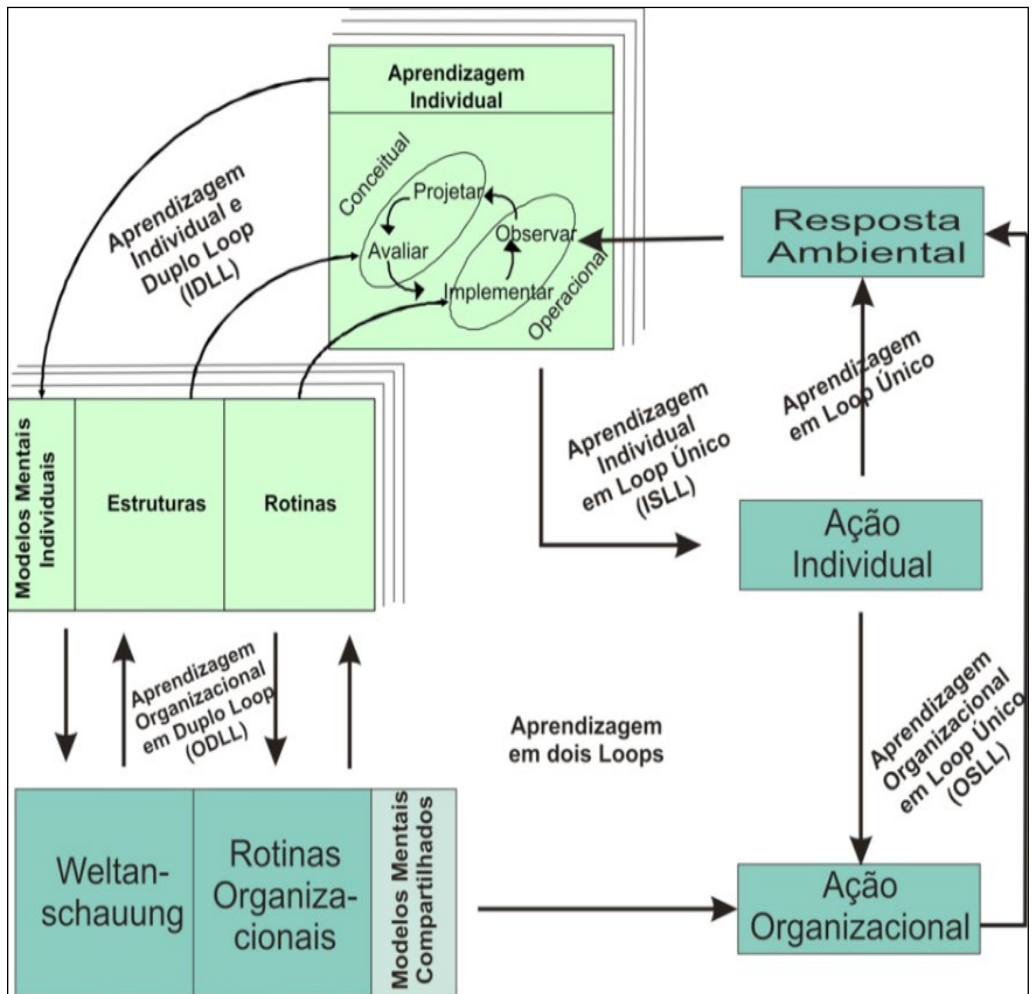 Aprendizagem
Individual
Conceitual
Projetar
Avaliar
Observar
Implementar
Operacional
Aprendizagem
Individual e
Duplo Loop
(IDLL)
Resposta
Ambiental
Aprendizagem
em Loop Único
Aprendizagem
Individual
em Loop Único
(ISLL)
Modelos Mentais
Individuais
Estruturas
Rotinas
Ação
Individual
Aprendizagem
Organizacional
em Duplo Loop
(ODLL)
Aprendizagem
em dois Loops
Aprendizagem
Organizacional
em Loop Único
(OSLL)
Weltan-
schauung
Rotinas
Organiza-
cionais
Modelos Mentais
Compartilhados
Ação
Organizacional